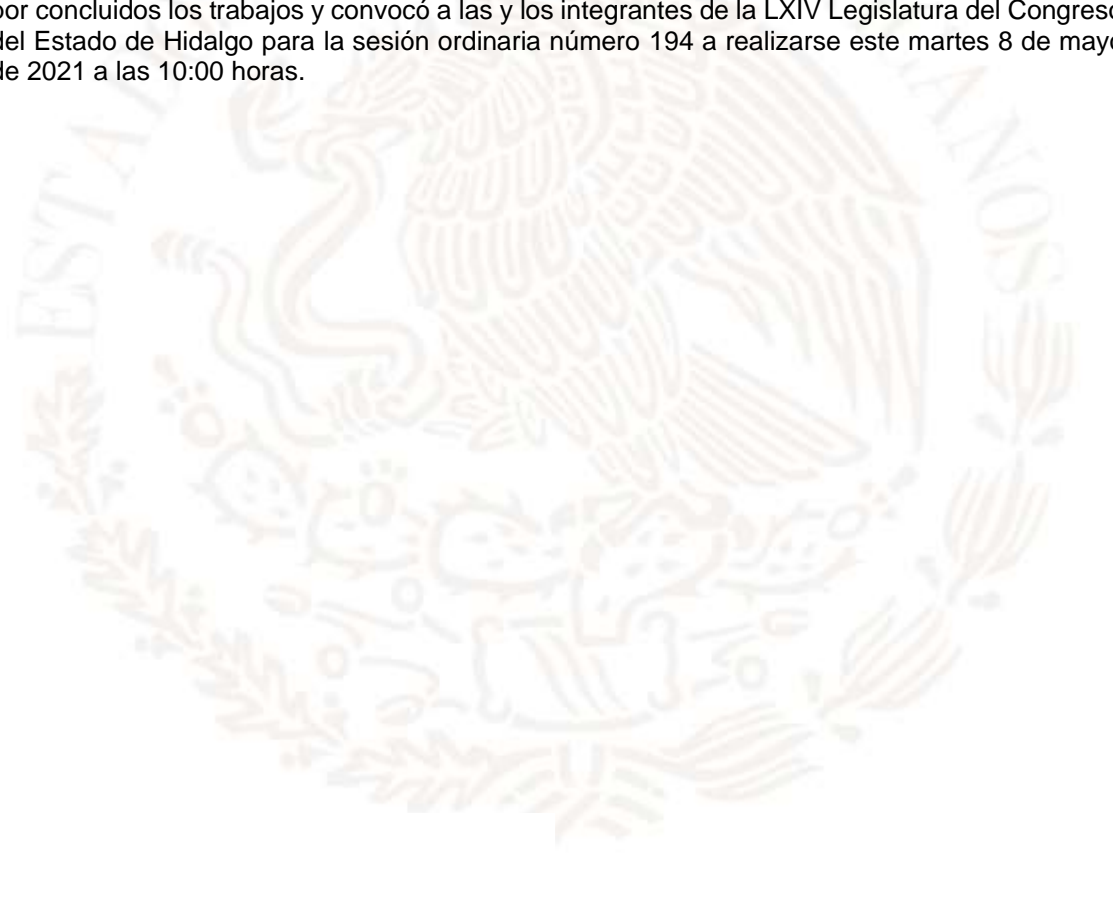 por concluidos los trabajos y convocó a las y los integrantes de la LXIV Legislatura del Congreso
del Estado de Hidalgo para la sesión ordinaria número 194 a realizarse este martes 8 de mayo
de 2021 a las 10:00 horas.